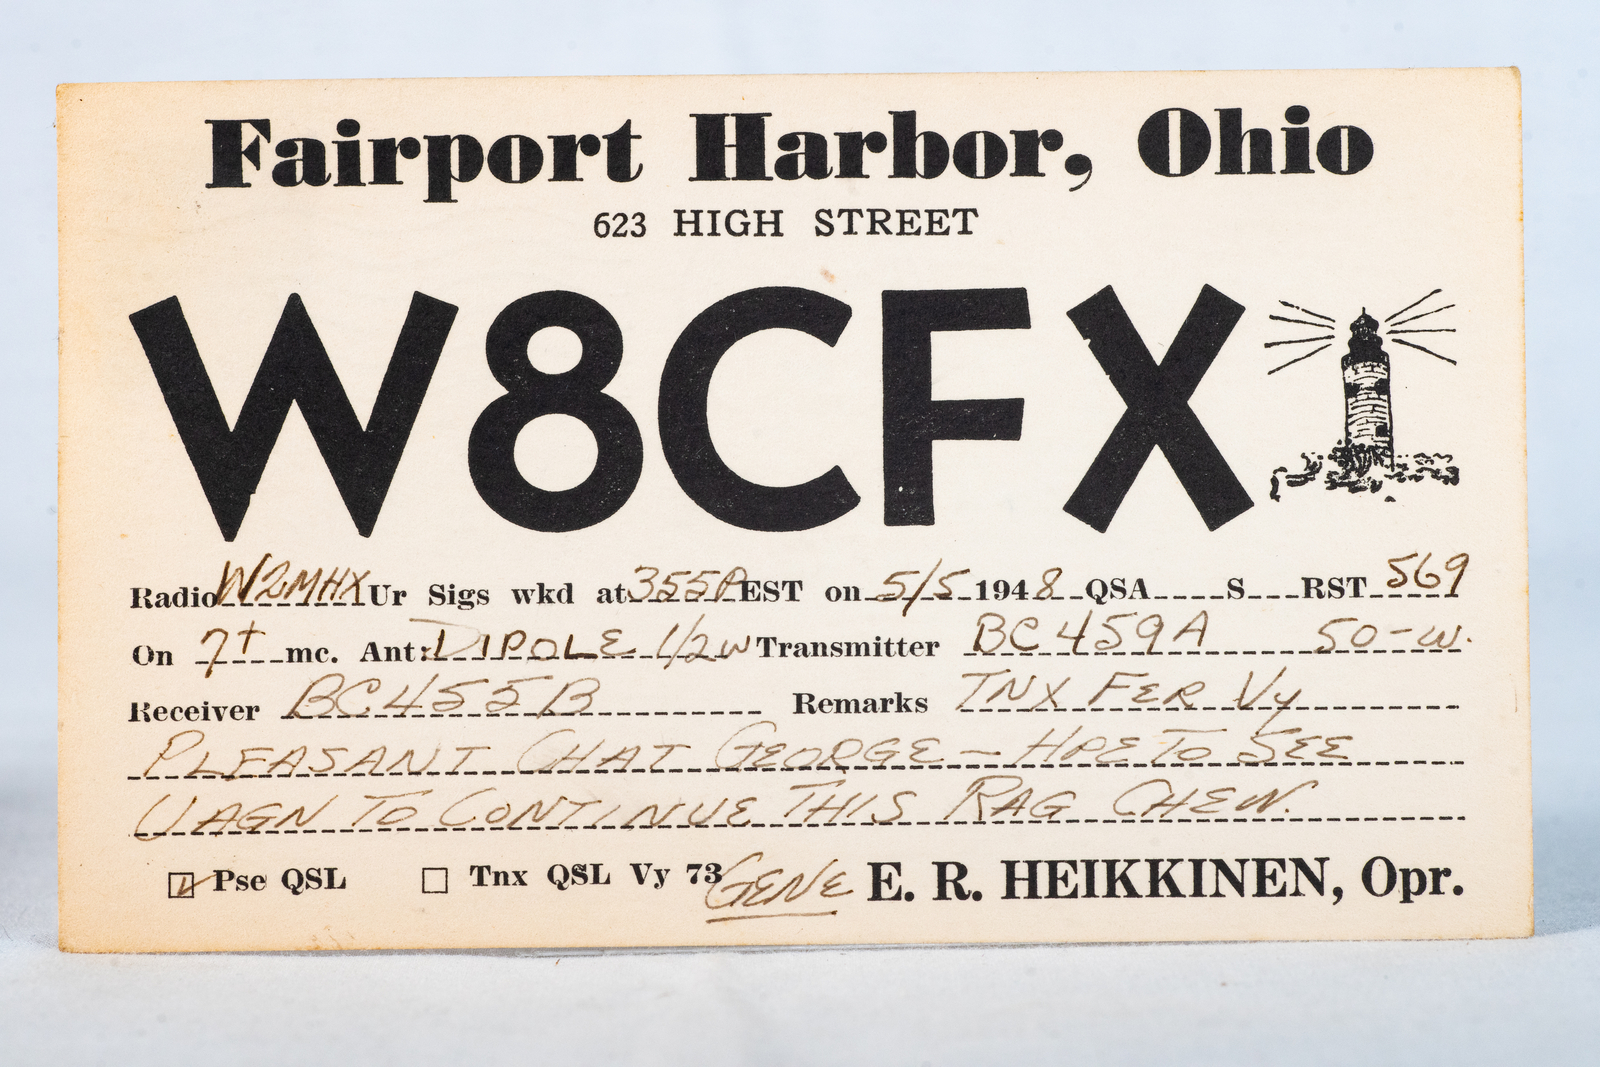 Fairport Harbor, Ohio
623 HIGH STREET
W8CFX
Radio W2MHX Ur Sigs wkd at 355P EST on 5/5 1948 QSA S RST 569
On 7+ mc. Ant: DIPOLE 1/2W Transmitter BC459A 50-W.
Receiver BC455B Remarks TNX FER VY
PLEASANT CHAT GEORGE — HPE TO SEE
U AGN TO CONTINUE THIS RAG CHEW.
Pse QSL Tnx QSL Vy 73 GENE E. R. HEIKKINEN, Opr.